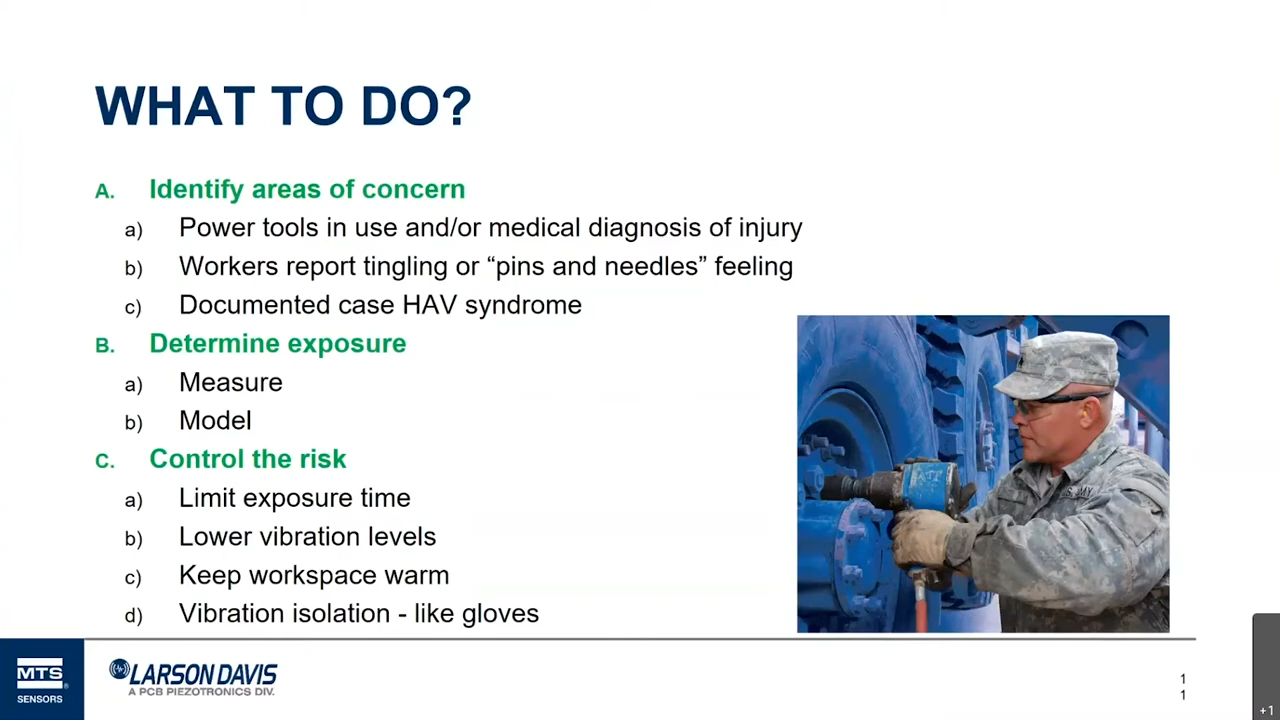 WHAT TO DO?
A. Identify areas of concern
a) Power tools in use and/or medical diagnosis of injury
b) Workers report tingling or “pins and needles” feeling
c) Documented case HAV syndrome
B. Determine exposure
a) Measure
b) Model
C. Control the risk
a) Limit exposure time
b) Lower vibration levels
c) Keep workspace warm
d) Vibration isolation - like gloves
MTS
SENSORS
LARSON DAVIS
A PCB PIEZOTRONICS DIV.
1
1
+1